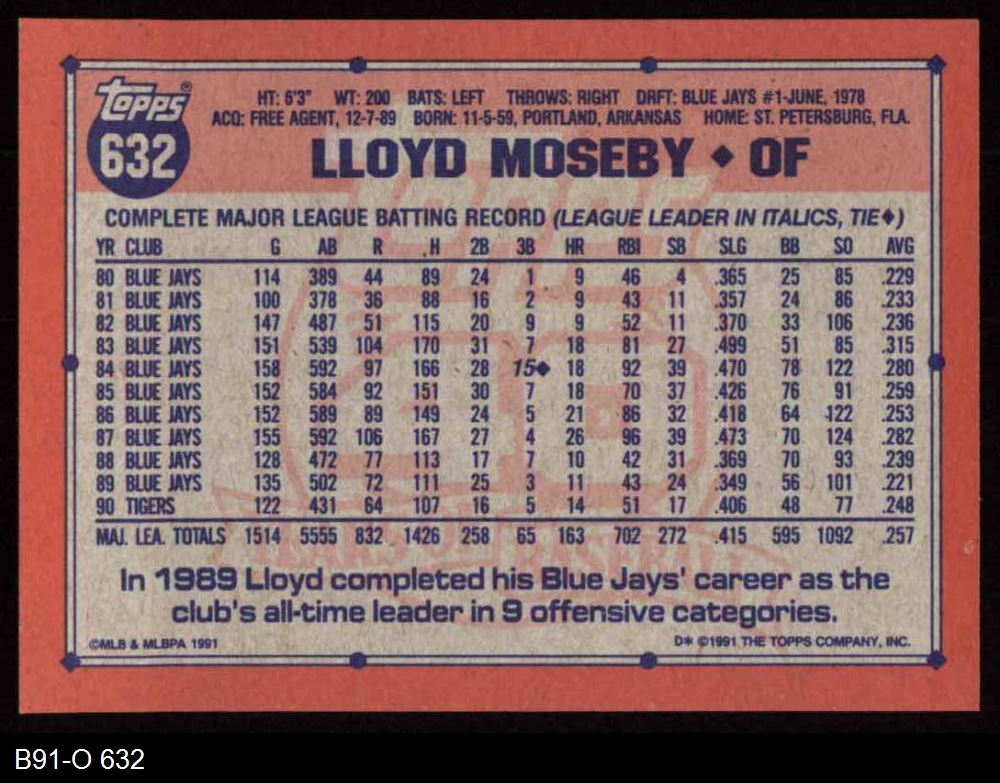 TOPPS®
632
HT: 6'3" WT: 200 BATS: LEFT THROWS: RIGHT DRFT: BLUE JAYS #1-JUNE, 1978
ACQ: FREE AGENT, 12-7-89 BORN: 11-5-59, PORTLAND, ARKANSAS HOME: ST. PETERSBURG, FLA.
LLOYD MOSEBY ♦ OF
COMPLETE MAJOR LEAGUE BATTING RECORD (LEAGUE LEADER IN ITALICS, TIE♦)
YR CLUB G AB R H 2B 3B HR RBI SB SLG BB SO AVG
80 BLUE JAYS 114 389 44 89 24 1 9 46 4 .365 25 85 .229
81 BLUE JAYS 100 378 36 88 16 2 9 43 11 .357 24 86 .233
82 BLUE JAYS 147 487 51 115 20 9 9 52 11 .370 33 106 .236
83 BLUE JAYS 151 539 104 170 31 7 18 81 27 .499 51 85 .315
84 BLUE JAYS 158 592 97 166 28 15♦ 18 92 39 .470 78 122 .280
85 BLUE JAYS 152 584 92 151 30 7 18 70 37 .426 76 91 .259
86 BLUE JAYS 152 589 89 149 24 5 21 86 32 .418 64 122 .253
87 BLUE JAYS 155 592 106 167 27 4 26 96 39 .473 70 124 .282
88 BLUE JAYS 128 472 77 113 17 7 10 42 31 .369 70 93 .239
89 BLUE JAYS 135 502 72 111 25 3 11 43 24 .349 56 101 .221
90 TIGERS 122 431 64 107 16 5 14 51 17 .406 48 77 .248
MAJ. LEA. TOTALS 1514 5555 832 1426 258 65 163 702 272 .415 595 1092 .257
In 1989 Lloyd completed his Blue Jays' career as the
club's all-time leader in 9 offensive categories.
©MLB & MLBPA 1991 D* ©1991 THE TOPPS COMPANY, INC.
B91-O 632